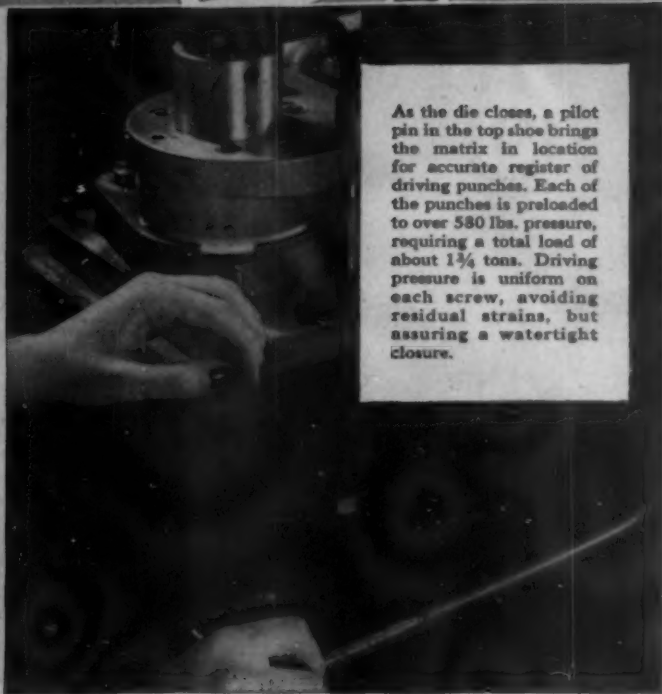 As the die closes, a pilot
pin in the top shoe brings
the matrix in location
for accurate register of
driving punches. Each of
the punches is preloaded
to over 580 lbs. pressure,
requiring a total load of
about 1¾ tons. Driving
pressure is uniform on
each screw, avoiding
residual strains, but
assuring a watertight
closure.